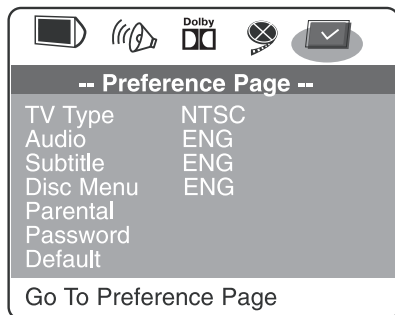 Dolby
-- Preference Page --
TV Type NTSC
Audio ENG
Subtitle ENG
Disc Menu ENG
Parental
Password
Default
Go To Preference Page